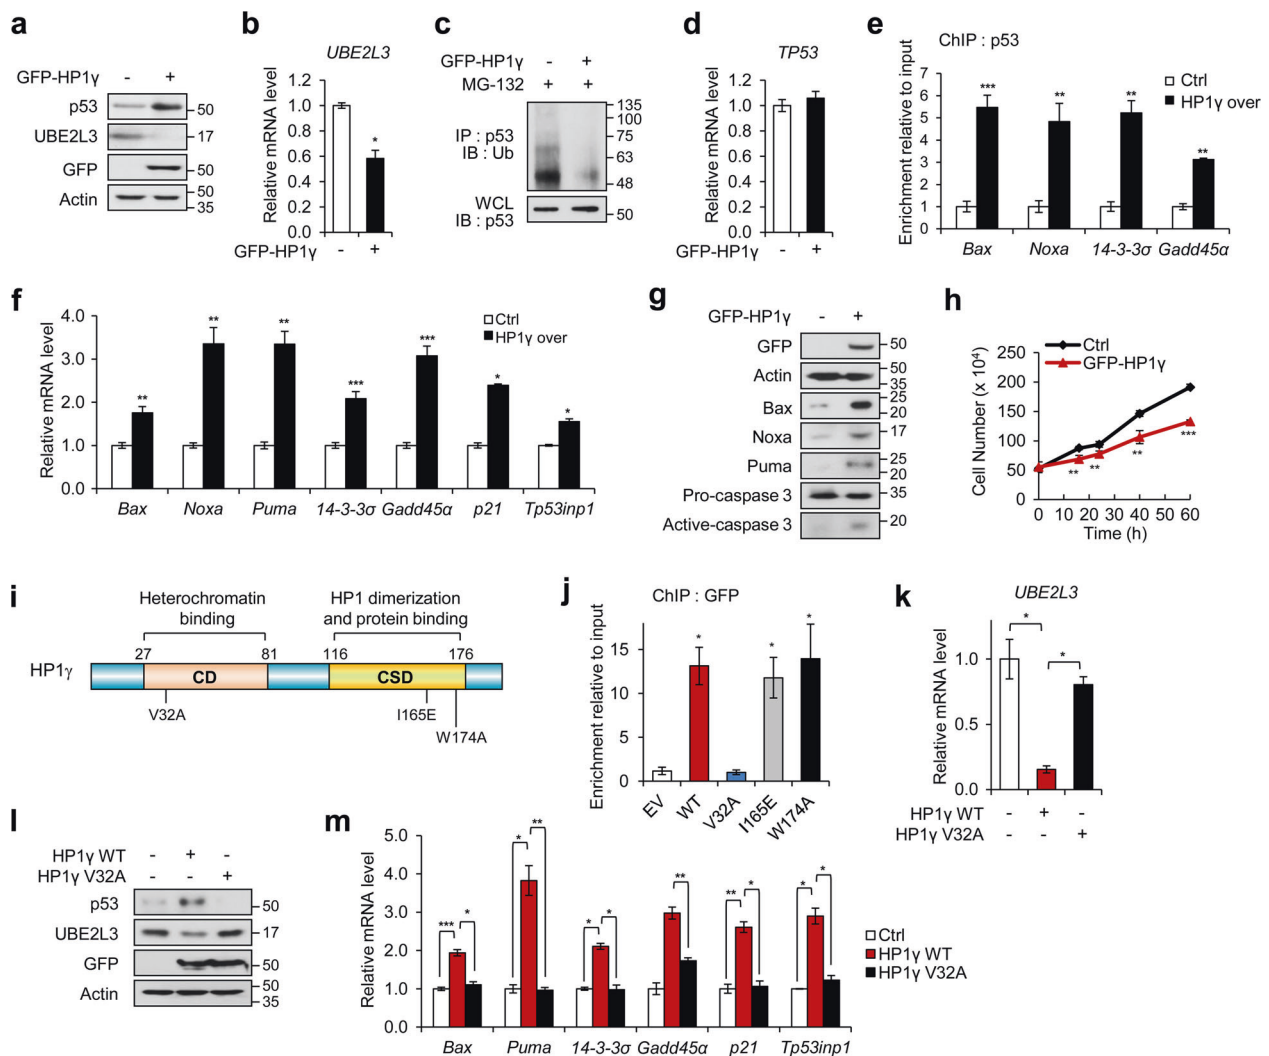 a
GFP-HP1γ - +
p53 50
UBE2L3 17
GFP 50
Actin 50
35
b
UBE2L3
Relative mRNA level
1.2
1.0
0.8
0.6
0.4
0.2
0.0
*
GFP-HP1γ - +
c
GFP-HP1γ - +
MG-132 + +
IP : p53
IB : Ub
135
100
75
63
48
WCL
IB : p53
50
d
TP53
Relative mRNA level
1.2
1.0
0.8
0.6
0.4
0.2
0.0
GFP-HP1γ - +
e
ChIP : p53
Enrichment relative to input
7
6
5
4
3
2
1
0
*** ** ** **
Ctrl
HP1γ over
Bax Noxa 14-3-3σ Gadd45α
f
Relative mRNA level
4.0
3.0
2.0
1.0
0.0
** ** ** *** *** * *
Ctrl
HP1γ over
Bax Noxa Puma 14-3-3σ Gadd45α p21 Tp53inp1
g
GFP-HP1γ - +
GFP 50
Actin 50
35
Bax 25
20
Noxa 17
Puma 25
20
Pro-caspase 3 35
Active-caspase 3 20
h
Ctrl
GFP-HP1γ
Cell Number (x 10⁴)
250
200
150
100
50
0
** ** ** ***
0 10 20 30 40 50 60
Time (h)
i
Heterochromatin
binding
HP1 dimerization
and protein binding
27 81 116 176
HP1γ CD CSD
V32A I165E
W174A
j
ChIP : GFP
Enrichment relative to input
15
10
5
0
* * *
EV WT V32A I165E W174A
k
UBE2L3
Relative mRNA level
1.0
0.5
0.0
* *
HP1γ WT - + -
HP1γ V32A - - +
l
HP1γ WT - + -
HP1γ V32A - - +
p53 50
UBE2L3 17
GFP 50
Actin 50
35
m
Relative mRNA level
5.0
4.0
3.0
2.0
1.0
0.0
*** * * ** * * ** ** * * *
Ctrl
HP1γ WT
HP1γ V32A
Bax Puma 14-3-3σ Gadd45α p21 Tp53inp1